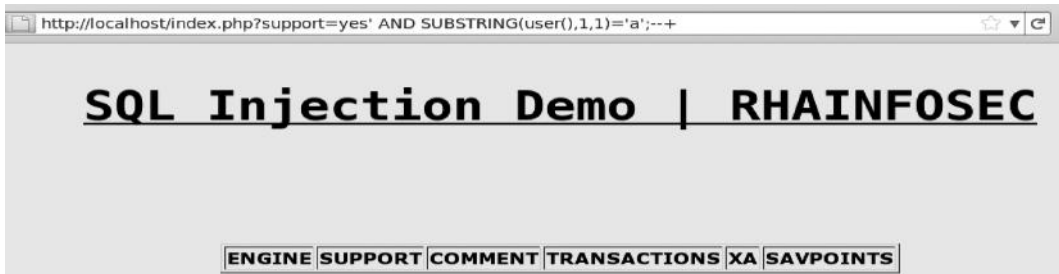 http://localhost/index.php?support=yes' AND SUBSTRING(user(),1,1)='a';--+
SQL Injection Demo | RHAINFOSEC
ENGINE SUPPORT COMMENT TRANSACTIONS XA SAVPOINTS